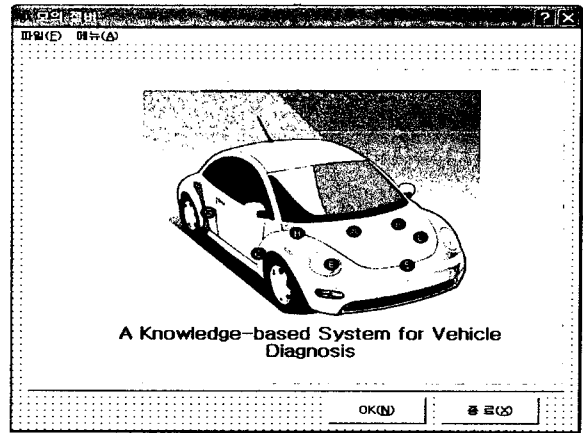 파일(F) 메뉴(A)
A Knowledge-based System for Vehicle
Diagnosis
OK(N) 종 료(X)